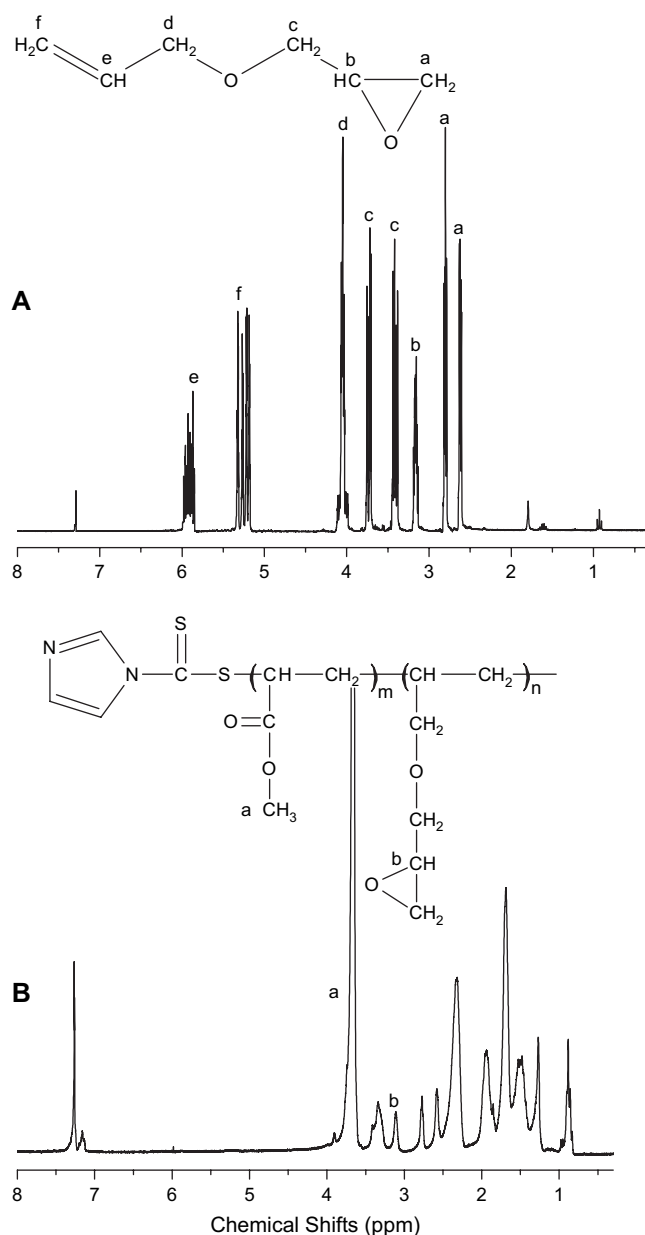 f
H₂C
e
CH
d
CH₂
O
c
CH₂
b
HC
a
CH₂
O
A
e
f
d
c
c
b
a
a
8 7 6 5 4 3 2 1
N
N
S
C
S
(CH
CH₂)m
(CH
CH₂)n
O=C
O
a CH₃
CH₂
O
CH₂
b CH
O
CH₂
B
a
b
8 7 6 5 4 3 2 1
Chemical Shifts (ppm)